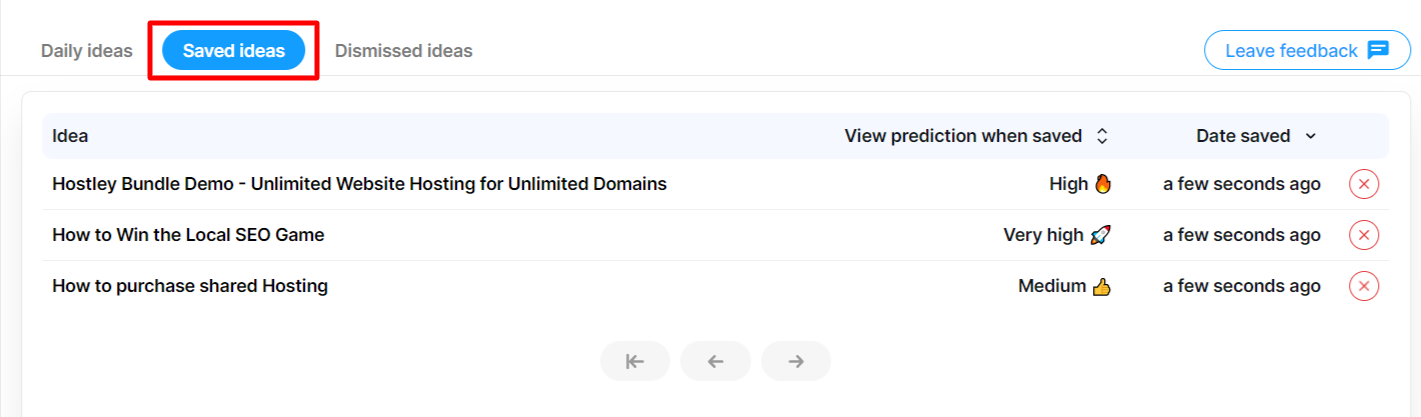 Daily ideas Saved ideas Dismissed ideas Leave feedback
Idea View prediction when saved Date saved
Hostley Bundle Demo - Unlimited Website Hosting for Unlimited Domains High 🔥 a few seconds ago
How to Win the Local SEO Game Very high 🚀 a few seconds ago
How to purchase shared Hosting Medium 👍 a few seconds ago